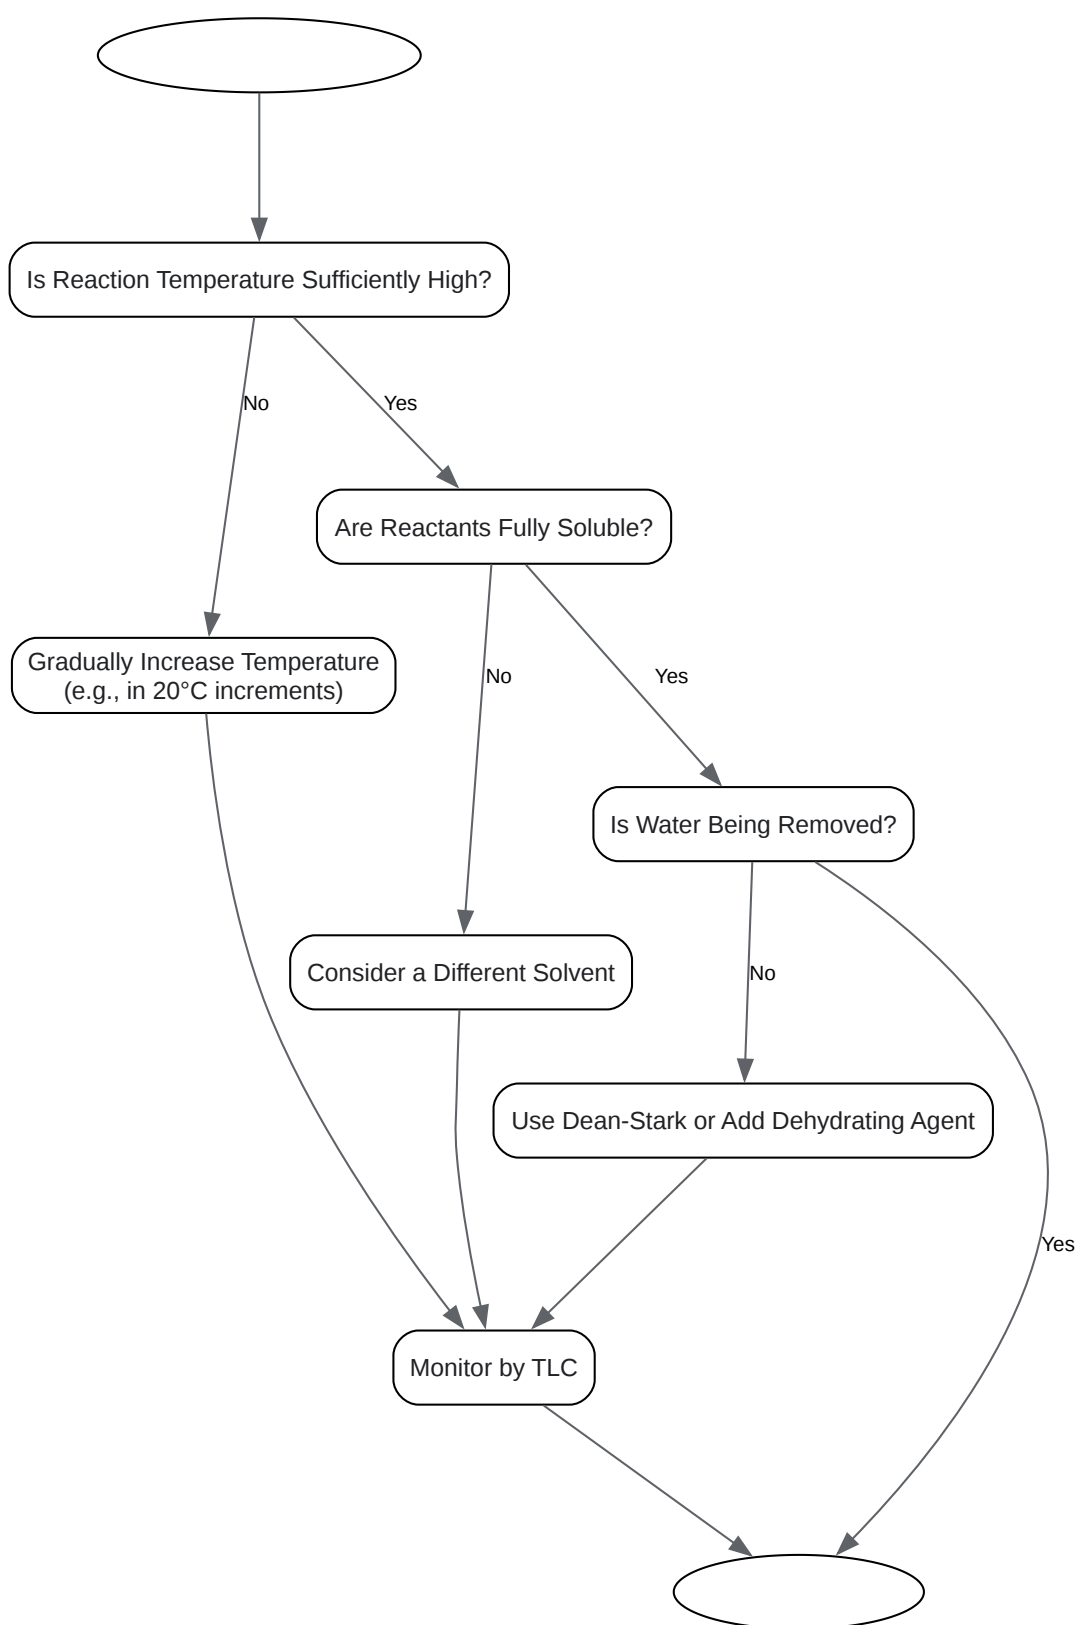 Is Reaction Temperature Sufficiently High?
No
Yes
Are Reactants Fully Soluble?
Gradually Increase Temperature
(e.g., in 20°C increments)
No
Yes
Is Water Being Removed?
Consider a Different Solvent
No
Use Dean-Stark or Add Dehydrating Agent
Yes
Monitor by TLC